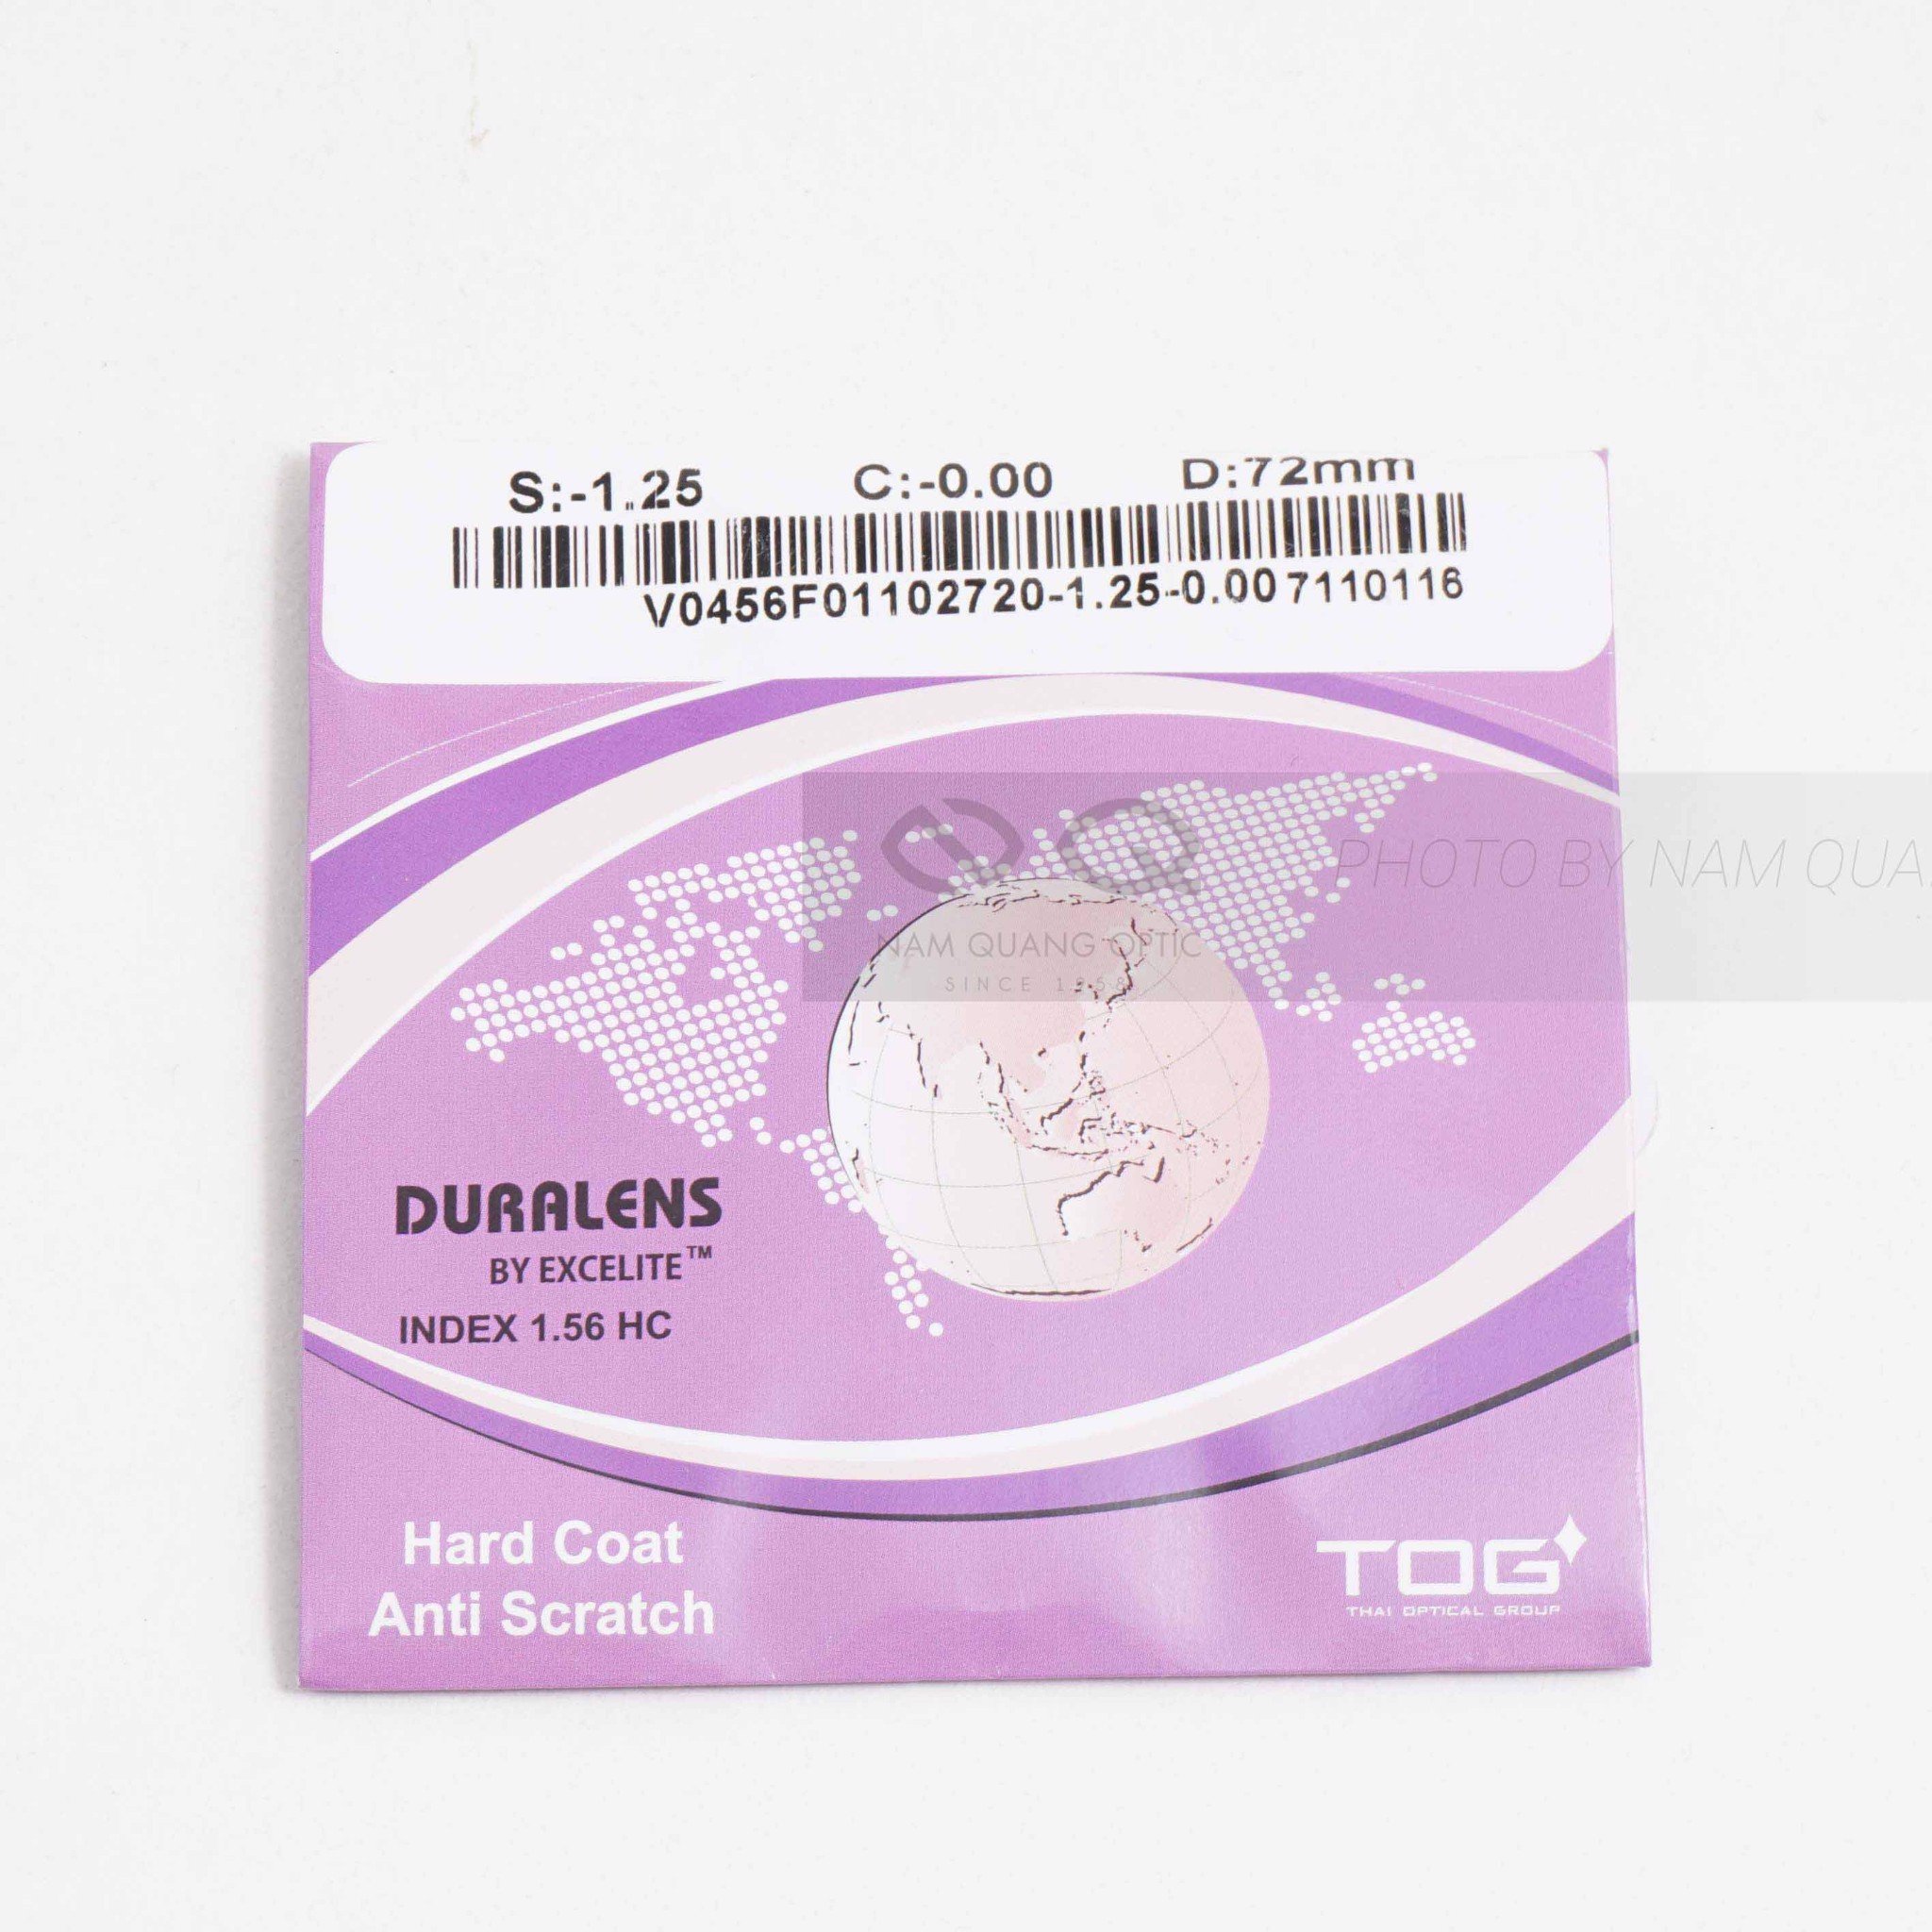 S:-1.25 C:-0.00 D:72mm
V0456F01102720-1.25-0.007110116
PHOTO BY NAM QUA
NAM QUANG OPTIC
SINCE 1958
DURALENS
BY EXCELITE™
INDEX 1.56 HC
Hard Coat
Anti Scratch
TOG
THAI OPTICAL GROUP